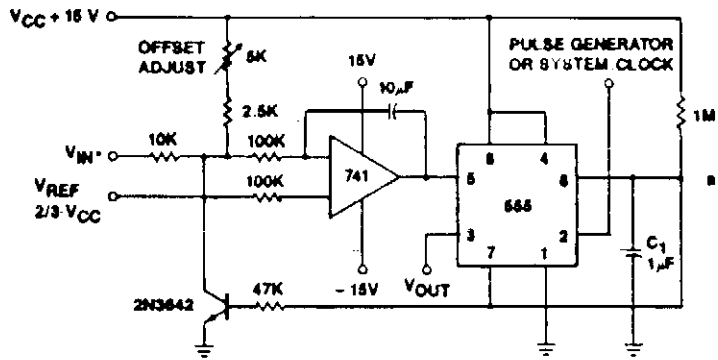 VCC + 15 V
OFFSET
ADJUST
5K
2.5K
15V
10μF
PULSE GENERATOR
OR SYSTEM CLOCK
1M
VIN*
10K
100K
VREF
2/3 VCC
100K
741
5
8
4
6
555
3
7
1
2
R
C1
1μF
- 15V
VOUT
2N3642
47K